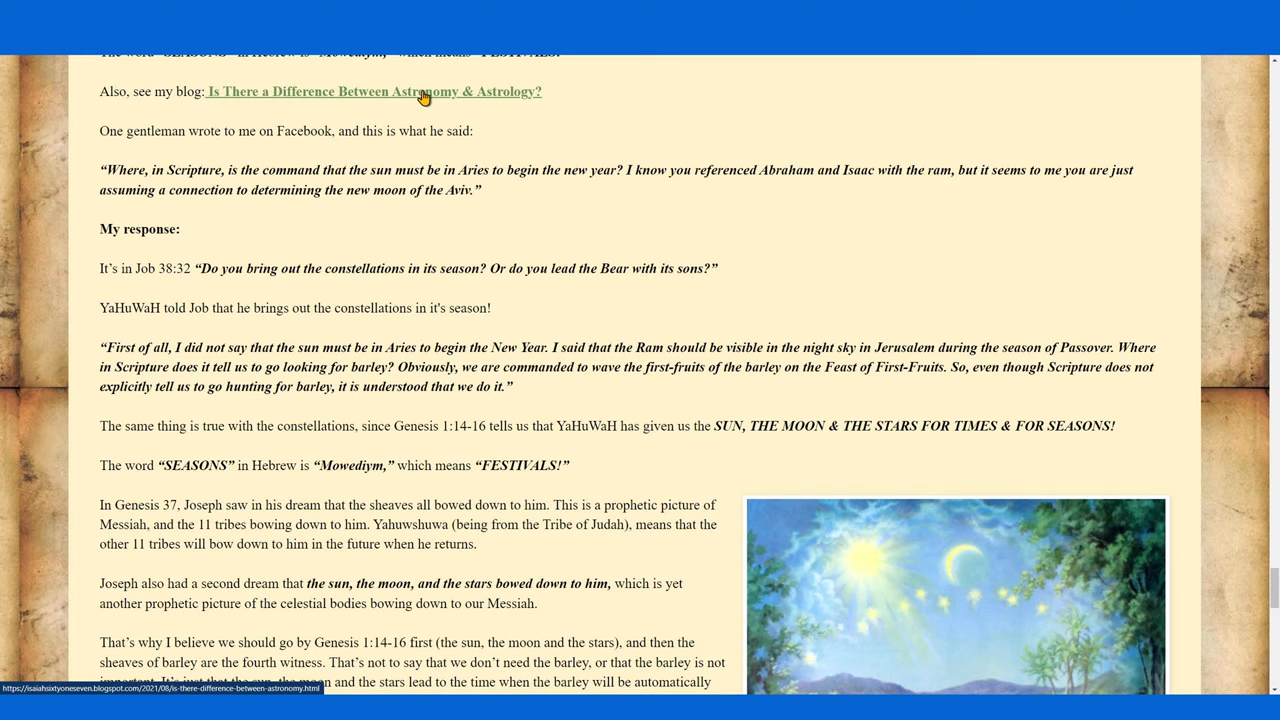 Also, see my blog: Is There a Difference Between Astronomy & Astrology?
One gentleman wrote to me on Facebook, and this is what he said:
“Where, in Scripture, is the command that the sun must be in Aries to begin the new year? I know you referenced Abraham and Isaac with the ram, but it seems to me you are just
assuming a connection to determining the new moon of the Aviv.”
My response:
It’s in Job 38:32 “Do you bring out the constellations in its season? Or do you lead the Bear with its sons?”
YaHuWaH told Job that he brings out the constellations in it's season!
“First of all, I did not say that the sun must be in Aries to begin the New Year. I said that the Ram should be visible in the night sky in Jerusalem during the season of Passover. Where
in Scripture does it tell us to go looking for barley? Obviously, we are commanded to wave the first-fruits of the barley on the Feast of First-Fruits. So, even though Scripture does not
explicitly tell us to go hunting for barley, it is understood that we do it.”
The same thing is true with the constellations, since Genesis 1:14-16 tells us that YaHuWaH has given us the SUN, THE MOON & THE STARS FOR TIMES & FOR SEASONS!
The word “SEASONS” in Hebrew is “Mowediym,” which means “FESTIVALS!”
In Genesis 37, Joseph saw in his dream that the sheaves all bowed down to him. This is a prophetic picture of
Messiah, and the 11 tribes bowing down to him. Yahuwshuwa (being from the Tribe of Judah), means that the
other 11 tribes will bow down to him in the future when he returns.
Joseph also had a second dream that the sun, the moon, and the stars bowed down to him, which is yet
another prophetic picture of the celestial bodies bowing down to our Messiah.
That’s why I believe we should go by Genesis 1:14-16 first (the sun, the moon and the stars), and then the
sheaves of barley are the fourth witness. That’s not to say that we don’t need the barley, or that the barley is not
and the stars lead to the time when the barley will be automatically
https://isaiahsixtyoneseven.blogspot.com/2021/08/is-there-difference-between-astronomy.html